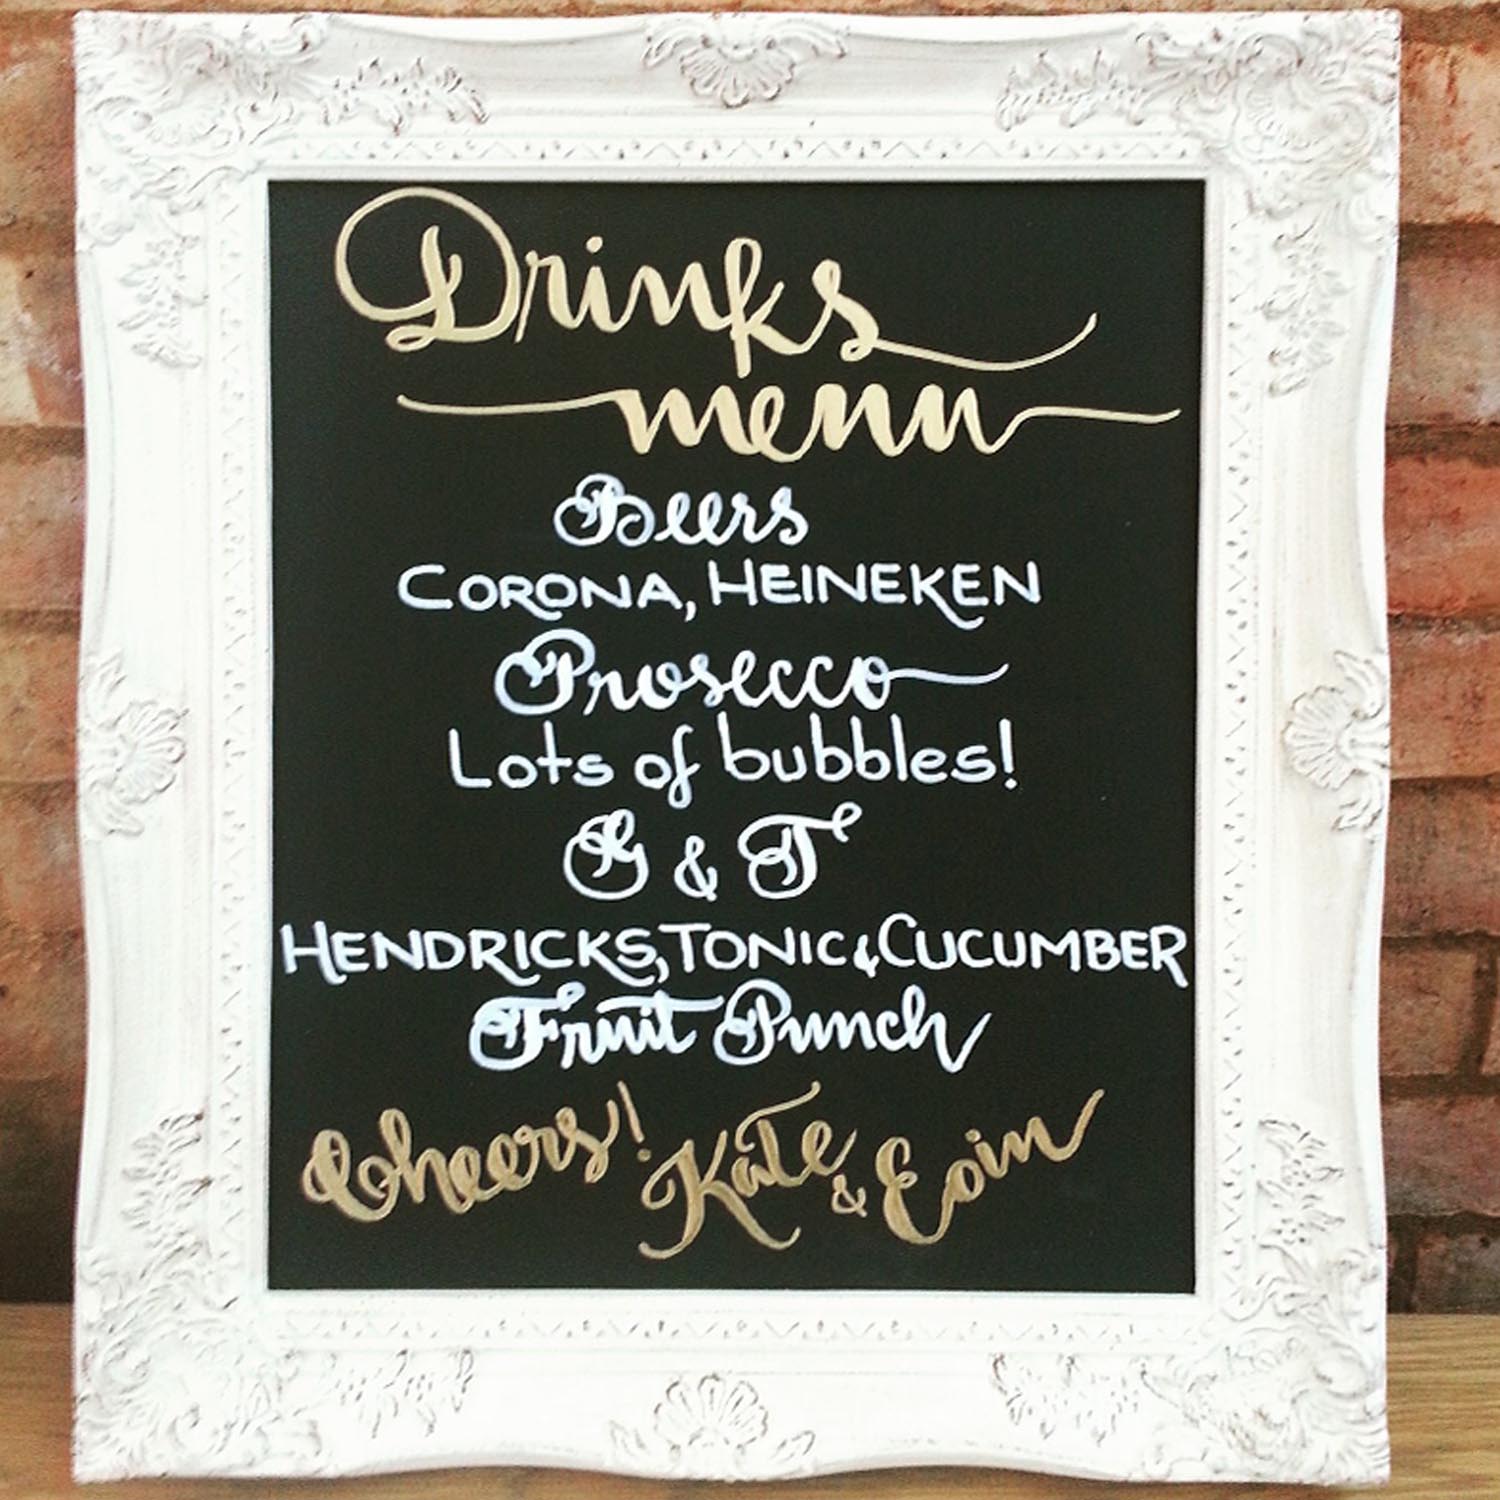 Drinks
menu
Beers
CORONA, HEINEKEN
Prosecco
Lots of bubbles!
G & T
HENDRICKS, TONIC & CUCUMBER
Fruit Punch
Cheers! Kate & Eoin